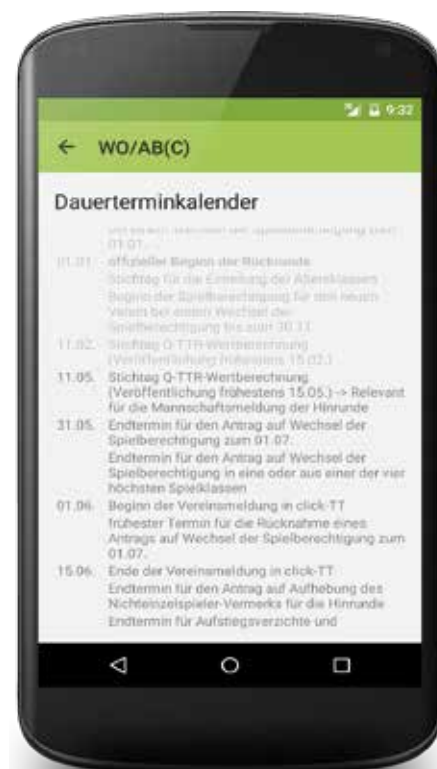 9:32
WO/AB(C)
Dauerterminkalender
01.01.
01.01. offizieller Beginn der Rückrunde
Stichtag für die Einteilung der Altersklassen
Beginn der Spielberechtigung für den neuen
Verein bei einem Wechsel der
Spielberechtigung bis zum 30.11.
11.02. Stichtag Q-TTR-Wertberechnung
(Veröffentlichung frühestens 15.02.)
11.05. Stichtag Q-TTR-Wertberechnung
(Veröffentlichung frühestens 15.05.) -> Relevant
für die Mannschaftsmeldung der Hinrunde
31.05. Endtermin für den Antrag auf Wechsel der
Spielberechtigung zum 01.07.
Endtermin für den Antrag auf Wechsel der
Spielberechtigung in eine oder aus einer der vier
höchsten Spielklassen
01.06. Beginn der Vereinsmeldung in click-TT
frühester Termin für die Rücknahme eines
Antrags auf Wechsel der Spielberechtigung zum
01.07.
15.06. Ende der Vereinsmeldung in click-TT
Endtermin für den Antrag auf Aufhebung des
Nichteinzelspieler-Vermerks für die Hinrunde
Endtermin für Aufstiegsverzichte und